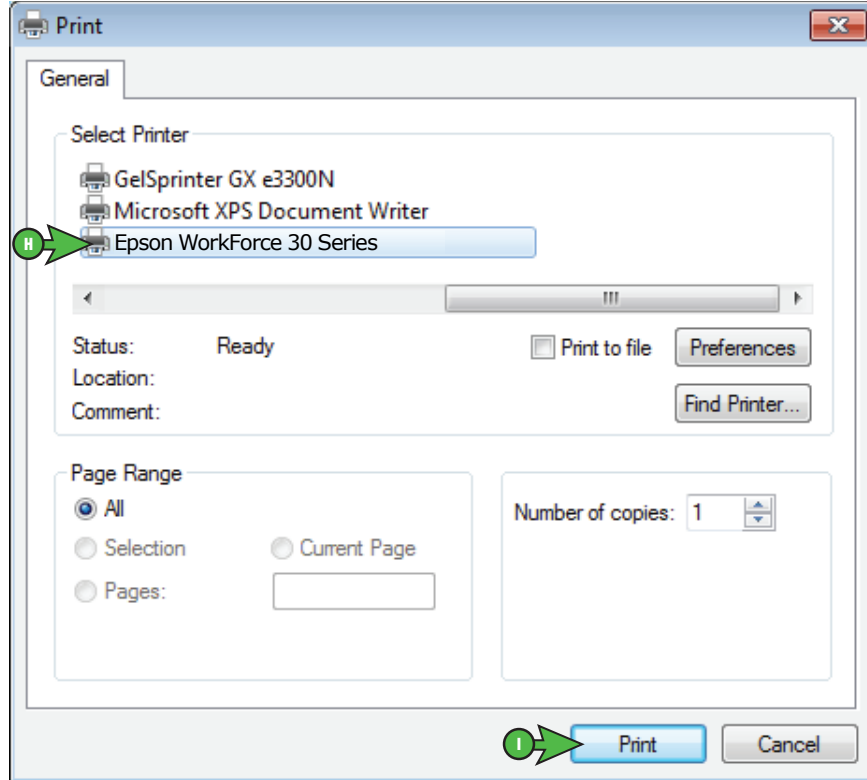 Print
General
Select Printer
GelSprinter GX e3300N
Microsoft XPS Document Writer
H
Epson WorkForce 30 Series
Status: Ready
Print to file
Preferences
Location:
Comment:
Find Printer...
Page Range
All
Selection
Current Page
Pages:
Number of copies: 1
I
Print
Cancel